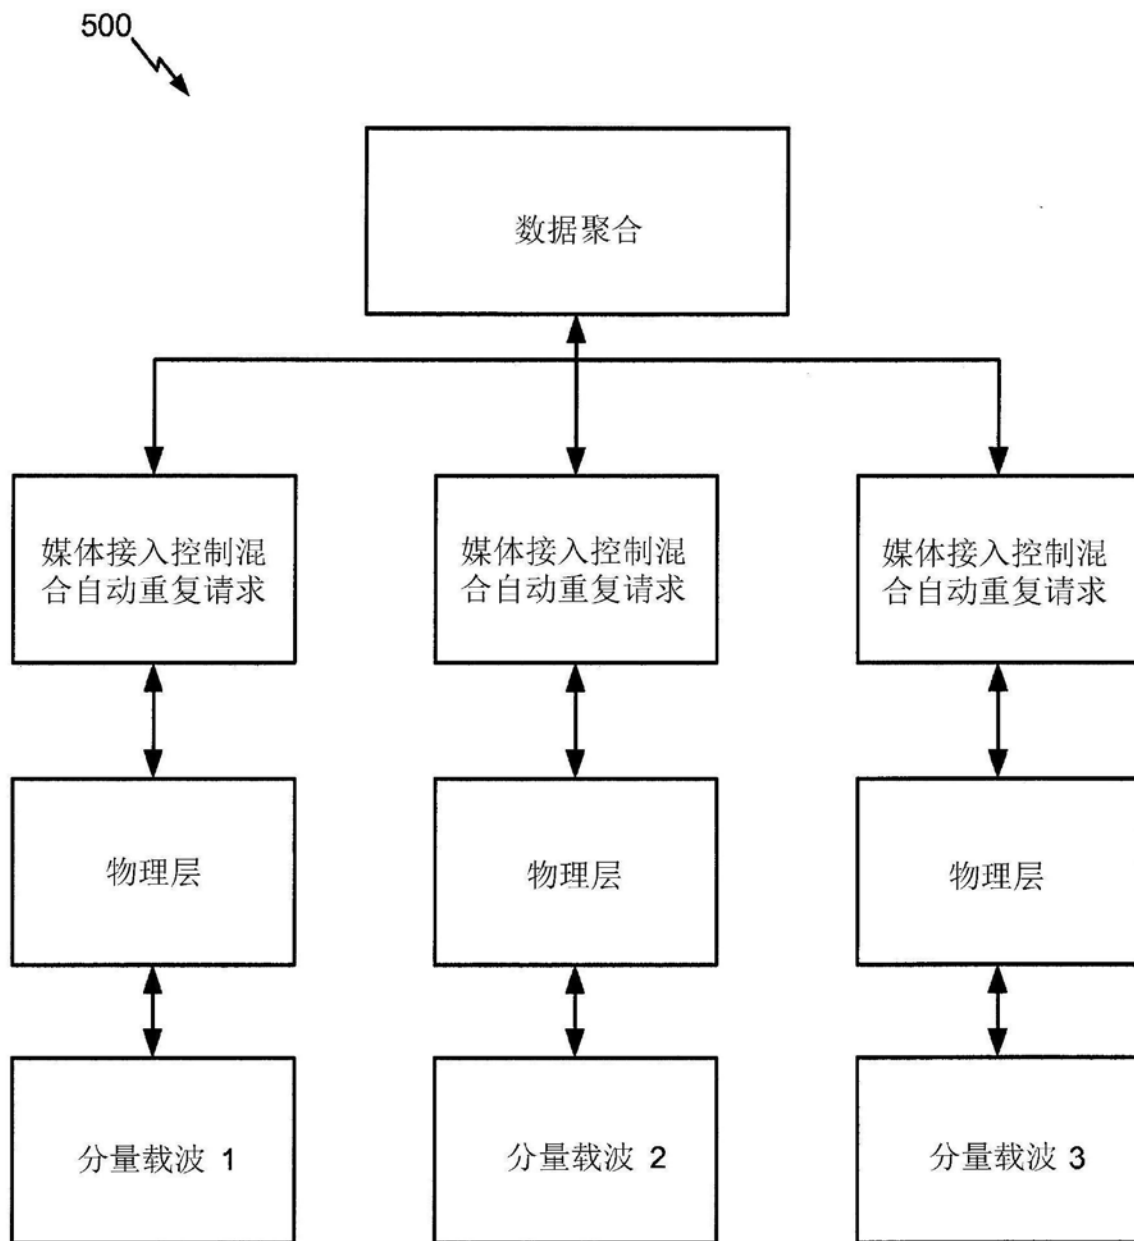 500
数据聚合
媒体接入控制混
合自动重复请求
媒体接入控制混
合自动重复请求
媒体接入控制混
合自动重复请求
物理层
物理层
物理层
分量载波 1
分量载波 2
分量载波 3